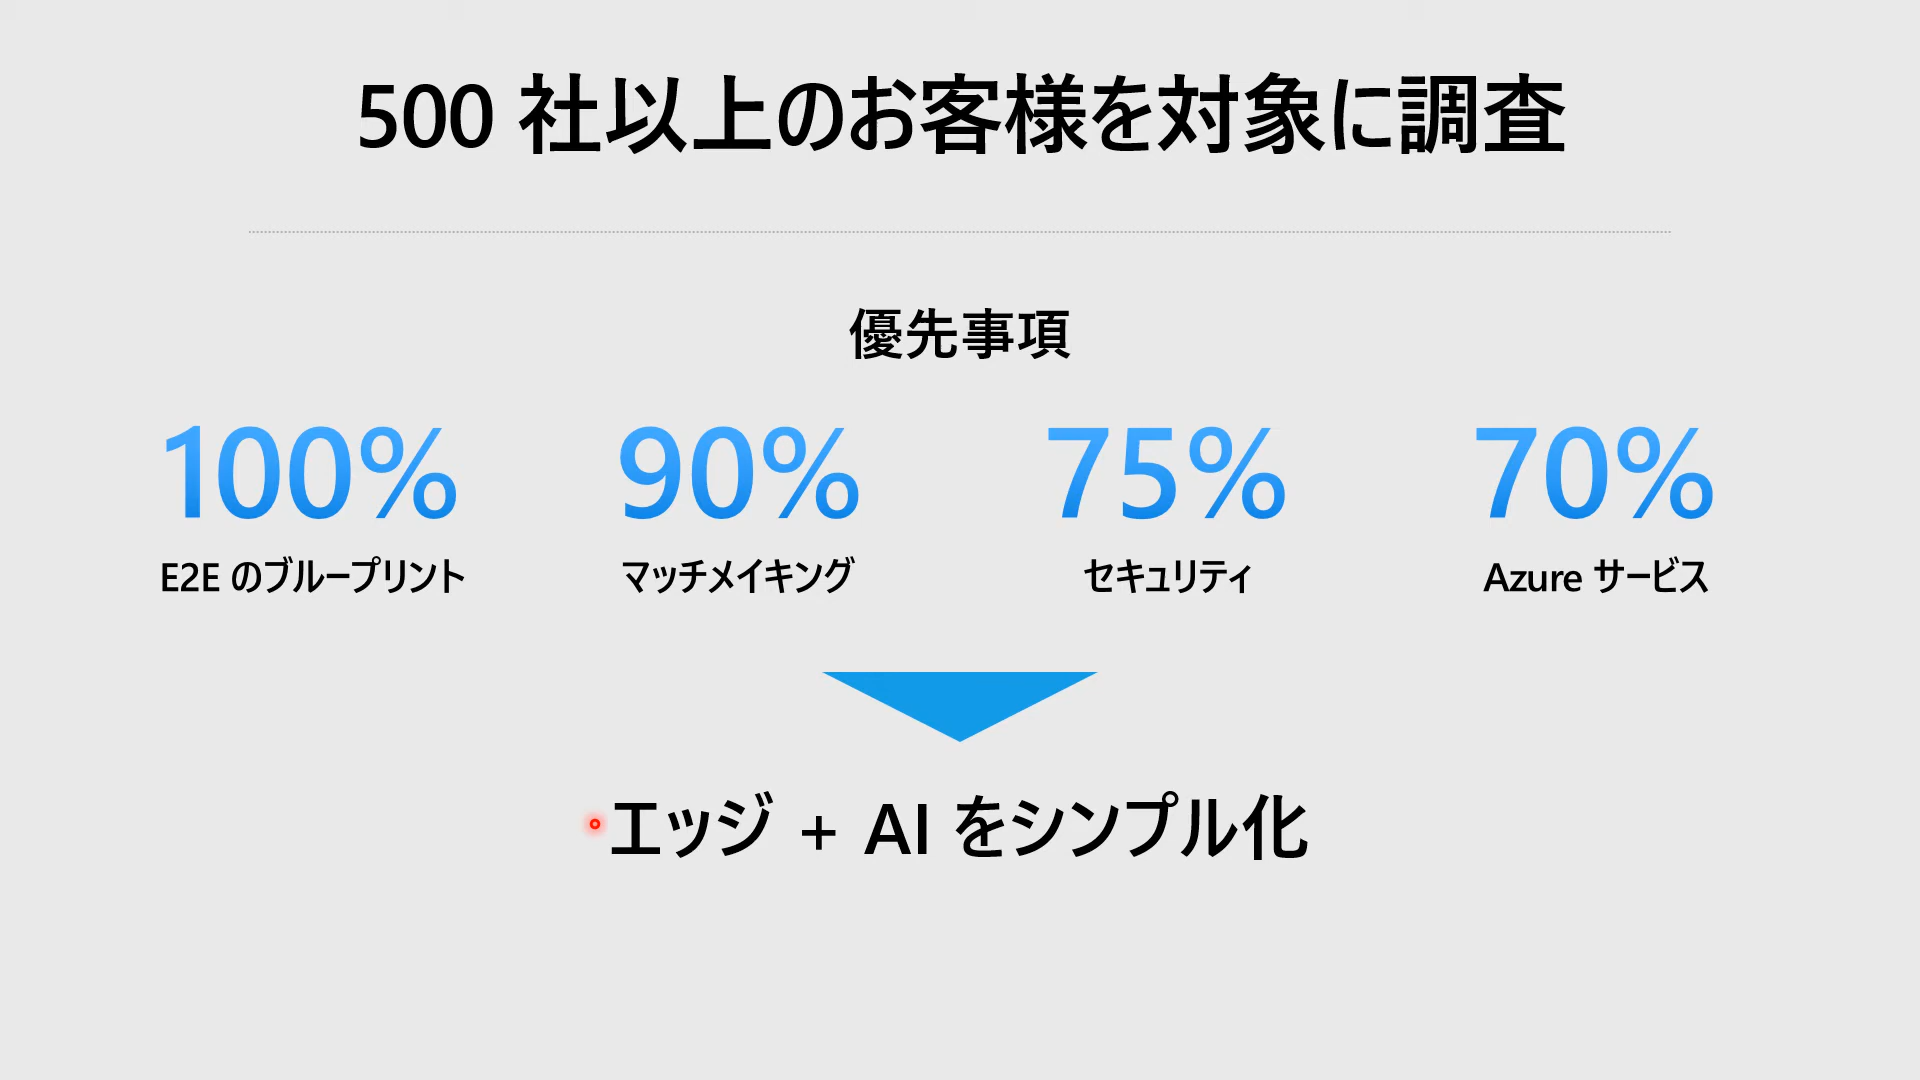 500 社以上のお客様を対象に調査
優先事項
100%
E2E のブループリント
90%
マッチメイキング
75%
セキュリティ
70%
Azure サービス
エッジ + AI をシンプル化